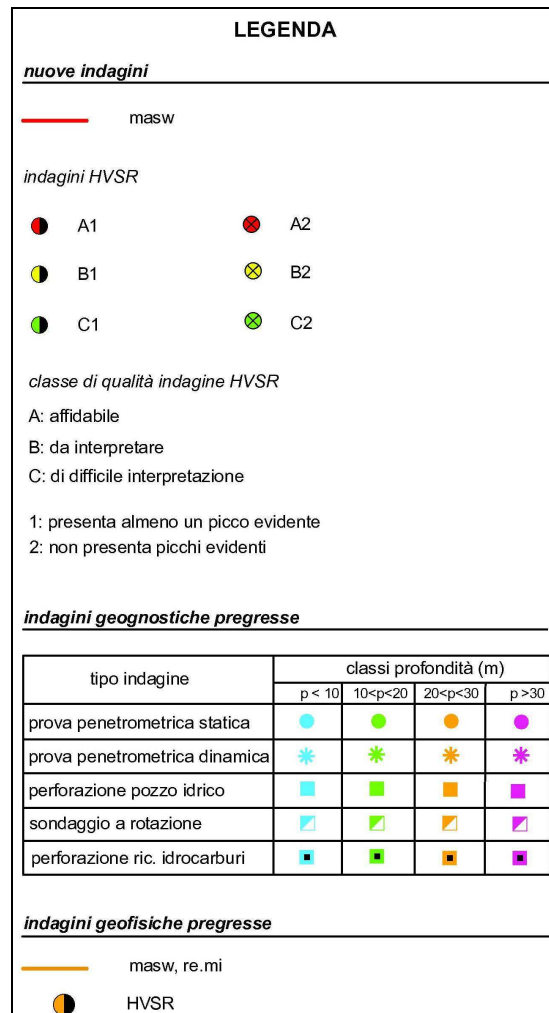 LEGENDA
nuove indagini
masw
indagini HVSR
A1 A2
B1 B2
C1 C2
classe di qualità indagine HVSR
A: affidabile
B: da interpretare
C: di difficile interpretazione
1: presenta almeno un picco evidente
2: non presenta picchi evidenti
indagini geognostiche pregresse
tipo indagine classi profondità (m)
p < 10 10<p<20 20<p<30 p >30
prova penetrometrica statica
prova penetrometrica dinamica
perforazione pozzo idrico
sondaggio a rotazione
perforazione ric. idrocarburi
indagini geofisiche pregresse
masw, re.mi
HVSR